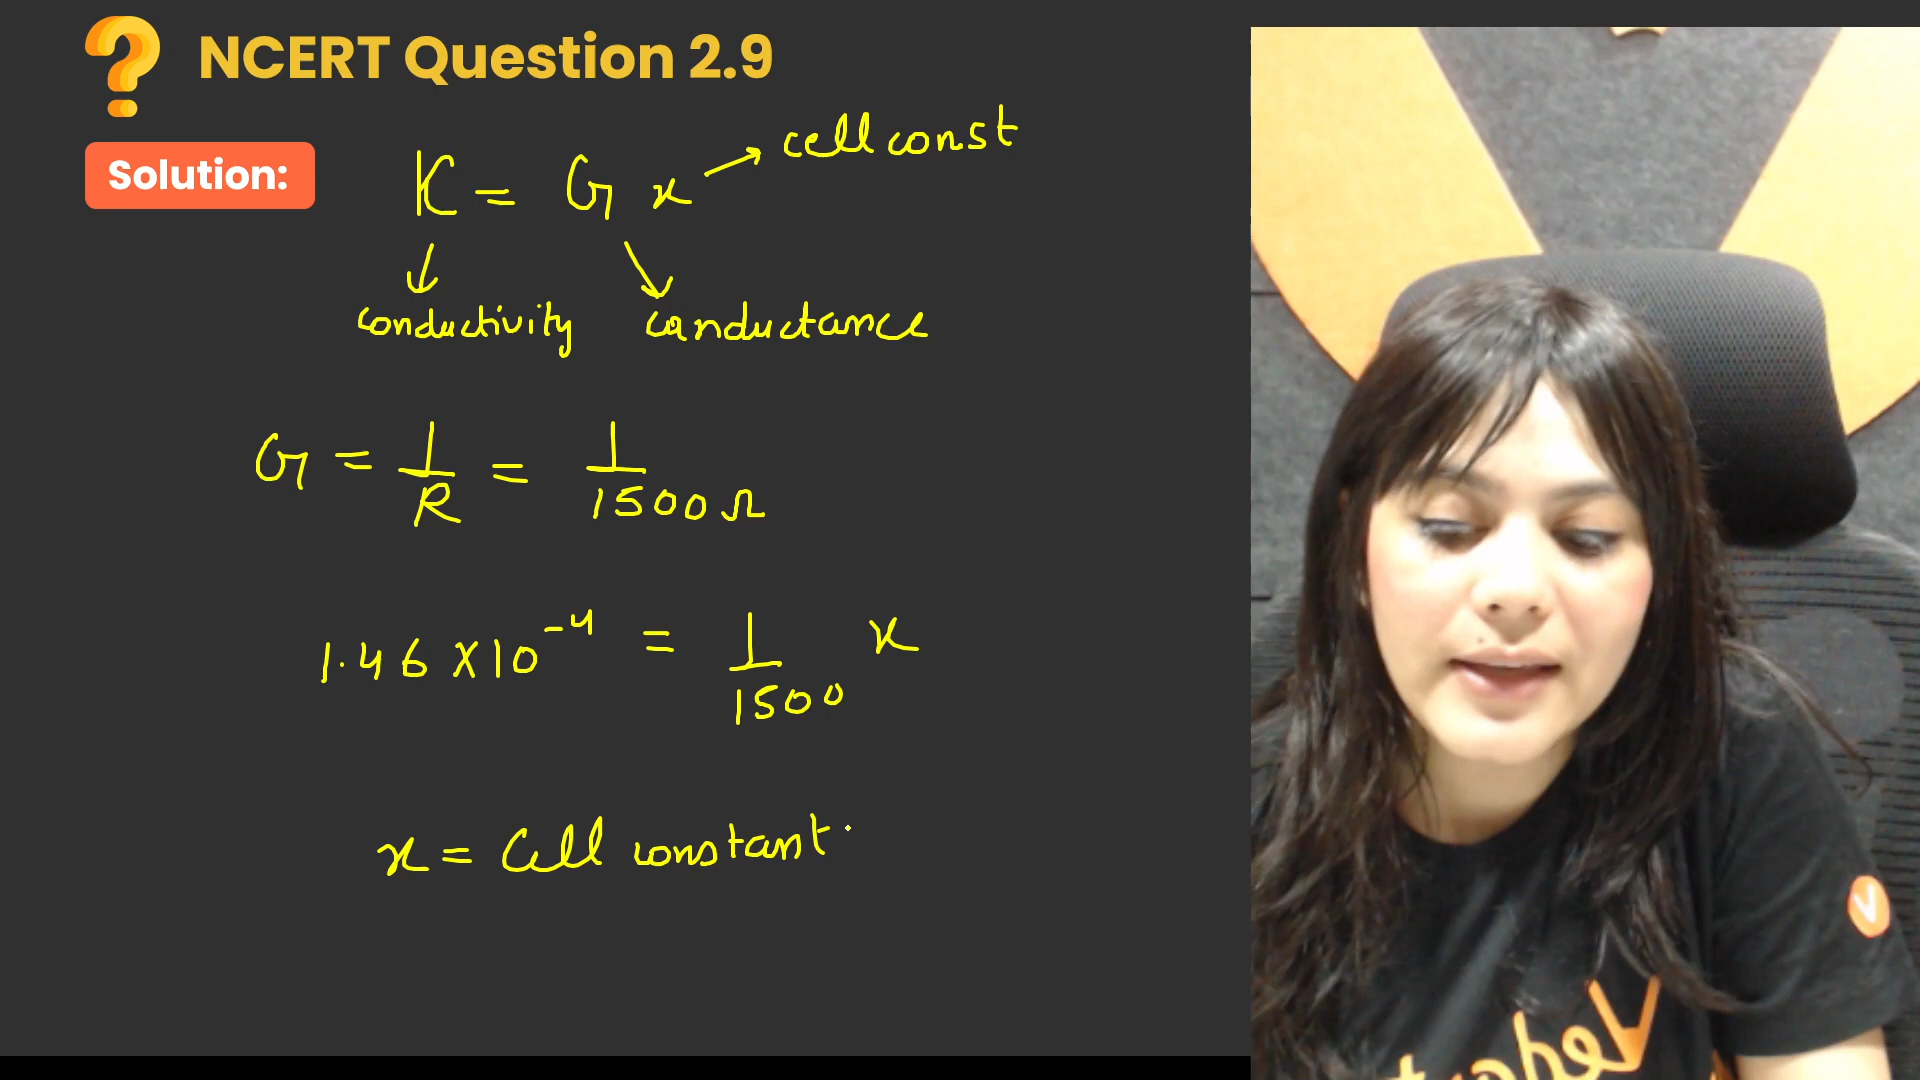 NCERT Question 2.9
Solution:
K = G x → cell const
conductivity conductance
G = 1/R = 1/1500 Ω
1.46 × 10⁻⁴ = 1/1500 x
x = Cell constant
V
Vedant